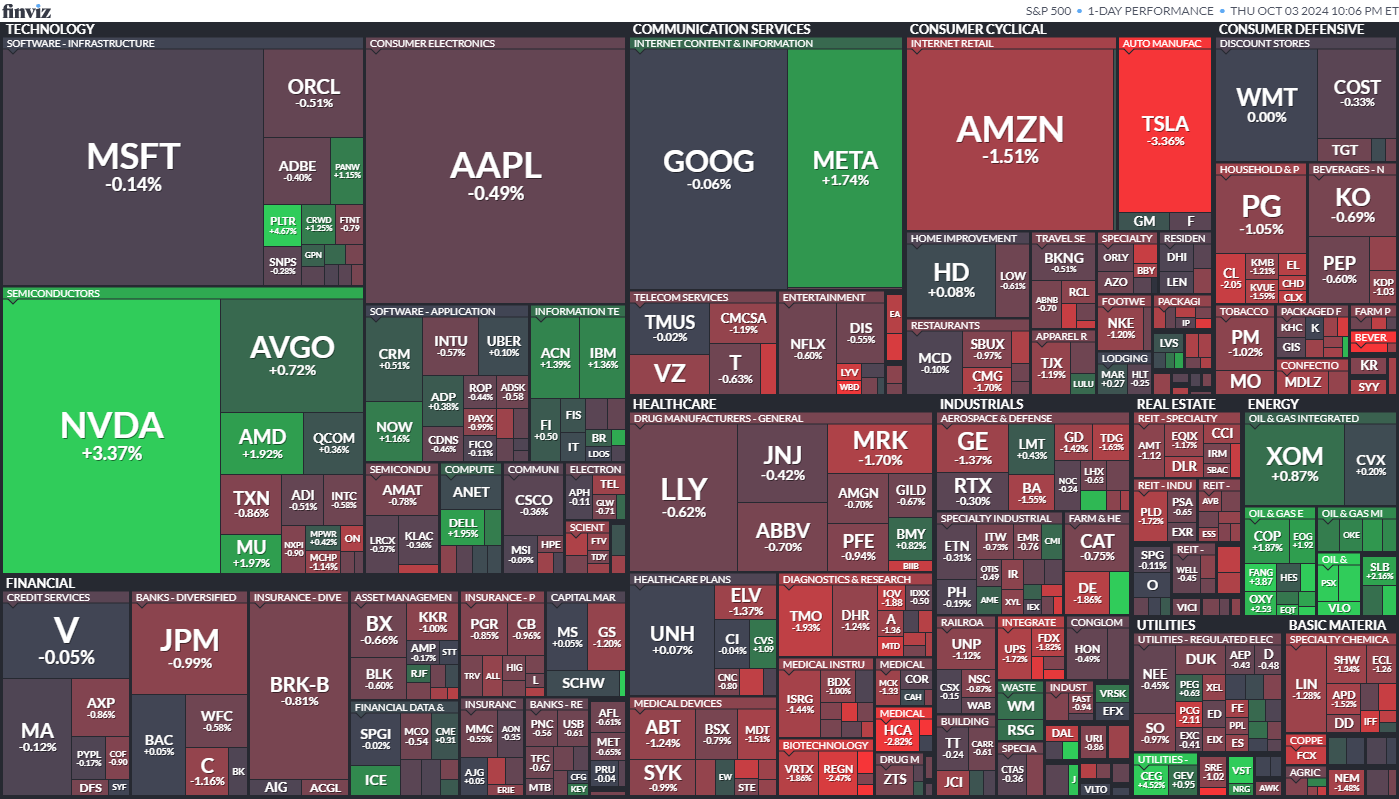 finviz
S&P 500 • 1-DAY PERFORMANCE • THU OCT 03 2024 10:06 PM ET
TECHNOLOGY
SOFTWARE - INFRASTRUCTURE
MSFT
-0.14%
ORCL
-0.51%
ADBE
-0.40%
PANW
+1.15%
PLTR
+4.67%
CRWD
+1.25%
FTNT
-0.79
SNPS
-0.28%
GPN
CONSUMER ELECTRONICS
AAPL
-0.49%
SEMICONDUCTORS
NVDA
+3.37%
AVGO
+0.72%
AMD
+1.92%
QCOM
+0.36%
TXN
-0.86%
ADI
-0.51%
INTC
-0.58%
MU
+1.97%
NXPI
-0.90
MPWR
+0.42%
ON
MCHP
-1.14%
SOFTWARE - APPLICATION
CRM
+0.51%
INTU
-0.57%
UBER
+0.10%
NOW
+1.16%
ADP
+0.38%
ROP
-0.44%
ADSK
-0.58
PAYX
-0.99%
CDNS
-0.46%
FICO
-0.11%
INFORMATION TE
ACN
+1.39%
IBM
+1.36%
FI
+0.50
FIS
IT
BR
LDOS
SEMICONDU
AMAT
-0.78%
LRCX
-0.37%
KLAC
-0.36%
COMPUTE
ANET
DELL
+1.95%
COMMUNI
CSCO
-0.36%
MSI
-0.09%
HPE
ELECTRON
APH
-0.11
TEL
GLW
-0.71
SCIENT
FTV
TDY
COMMUNICATION SERVICES
INTERNET CONTENT & INFORMATION
GOOG
-0.06%
META
+1.74%
TELECOM SERVICES
TMUS
-0.02%
CMCSA
-1.19%
VZ
T
-0.63%
ENTERTAINMENT
NFLX
-0.60%
DIS
-0.55%
LYV
WBD
EA
CONSUMER CYCLICAL
INTERNET RETAIL
AMZN
-1.51%
AUTO MANUFAC
TSLA
-3.36%
GM
F
HOME IMPROVEMENT
HD
+0.08%
LOW
-0.61%
TRAVEL SE
BKNG
-0.51%
ABNB
-0.70
RCL
SPECIALTY
ORLY
BBY
AZO
RESIDEN
DHI
LEN
RESTAURANTS
MCD
-0.10%
SBUX
-0.97%
CMG
-1.70%
APPAREL R
TJX
-1.19%
LULU
FOOTWE
NKE
-1.20%
PACKAGI
IP
LODGING
MAR
+0.27
HLT
-0.25
LVS
CONSUMER DEFENSIVE
DISCOUNT STORES
WMT
0.00%
COST
-0.33%
TGT
HOUSEHOLD & P
PG
-1.05%
CL
-2.05
KMB
-1.21%
EL
KVUE
-1.59%
CHD
CLX
BEVERAGES - N
KO
-0.69%
PEP
-0.60%
KDP
-1.03
TOBACCO
PM
-1.02%
MO
PACKAGED F
KHC
K
GIS
FARM P
BEVER
CONFECTIO
MDLZ
KR
SYY
HEALTHCARE
DRUG MANUFACTURERS - GENERAL
LLY
-0.62%
JNJ
-0.42%
MRK
-1.70%
ABBV
-0.70%
AMGN
-0.70%
GILD
-0.67%
PFE
-0.94%
BMY
+0.82%
BIIB
HEALTHCARE PLANS
UNH
+0.07%
ELV
-1.37%
CI
-0.04%
CVS
+1.09
CNC
-0.80
DIAGNOSTICS & RESEARCH
TMO
-1.93%
DHR
-1.24%
IQV
-1.88
IDXX
-0.50
A
-1.36
MTD
MEDICAL DEVICES
ABT
-1.24%
BSX
-0.79%
MDT
-1.51%
SYK
-0.99%
EW
STE
MEDICAL INSTRU
ISRG
-1.44%
BDX
-1.00%
MEDICAL
MCK
-1.33
COR
CAH
MEDICAL
HCA
-2.82%
BIOTECHNOLOGY
VRTX
-1.86%
REGN
-2.47%
DRUG M
ZTS
INDUSTRIALS
AEROSPACE & DEFENSE
GE
-1.37%
LMT
+0.43%
GD
-1.42%
TDG
-1.63%
RTX
-0.30%
BA
-1.55%
NOC
-0.24
LHX
-0.63
SPECIALTY INDUSTRIAL
ETN
-0.31%
ITW
-0.73%
EMR
-0.76
CMI
OTIS
-0.49
IR
PH
-0.19%
AME
XYL
IEX
FARM & HE
CAT
-0.75%
DE
-1.86%
RAILROA
UNP
-1.12%
CSX
-0.15
NSC
-0.87%
WAB
INTEGRATE
UPS
-1.72%
FDX
-1.82%
CONGLOM
HON
-0.49%
WASTE
WM
RSG
INDUST
FAST
-0.94
VRSK
EFX
BUILDING
TT
-0.24
CARR
-0.61
JCI
SPECIA
CTAS
-0.36
DAL
URI
-0.86
J
VLTO
REAL ESTATE
REIT - SPECIALTY
AMT
-1.12
EQIX
-1.17%
CCI
DLR
IRM
SBAC
REIT - INDU
PLD
-1.72%
PSA
-0.65
EXR
REIT -
AVB
ESS
SPG
-0.11%
O
REIT -
WELL
-0.45
VICI
ENERGY
OIL & GAS INTEGRATED
XOM
+0.87%
CVX
+0.20%
OIL & GAS E
COP
+1.87%
EOG
+1.92
FANG
+3.87
HES
OXY
+2.53
EQT
OIL & GAS MI
OKE
OIL &
PSX
VLO
SLB
+2.16%
UTILITIES
UTILITIES - REGULATED ELEC
NEE
-0.45%
DUK
AEP
-0.43
D
-0.48
SO
-0.97%
PEG
+0.63
XEL
PCG
-2.11
ED
FE
PPL
EXC
-0.41
EIX
ES
UTILITIES -
CEG
+4.52%
GEV
+0.95
SRE
-1.02
VST
NRG
AWK
BASIC MATERIA
SPECIALTY CHEMICA
LIN
-1.28%
SHW
-1.34%
ECL
-1.26
APD
-1.52%
DD
IFF
COPPE
FCX
AGRIC
NEM
-1.48%
FINANCIAL
CREDIT SERVICES
V
-0.05%
MA
-0.12%
AXP
-0.86%
PYPL
-0.17%
COF
-0.90
DFS
SYF
BANKS - DIVERSIFIED
JPM
-0.99%
BAC
+0.05%
WFC
-0.58%
C
-1.16%
BK
INSURANCE - DIVE
BRK-B
-0.81%
AIG
ACGL
ASSET MANAGEMEN
BX
-0.66%
KKR
-1.00%
BLK
-0.60%
AMP
-0.17%
STT
RJF
INSURANCE - P
PGR
-0.85%
CB
-0.96%
TRV
ALL
HIG
L
CAPITAL MAR
MS
+0.05%
GS
-1.20%
SCHW
FINANCIAL DATA &
SPGI
-0.02%
MCO
-0.54
CME
+0.31
ICE
INSURANC
MMC
-0.55%
AON
-0.35
AJG
+0.05
ERIE
BANKS - RE
PNC
-0.56
USB
-0.61
TFC
-0.67
MTB
CFG
KEY
AFL
-0.61%
MET
-0.65%
PRU
-0.04